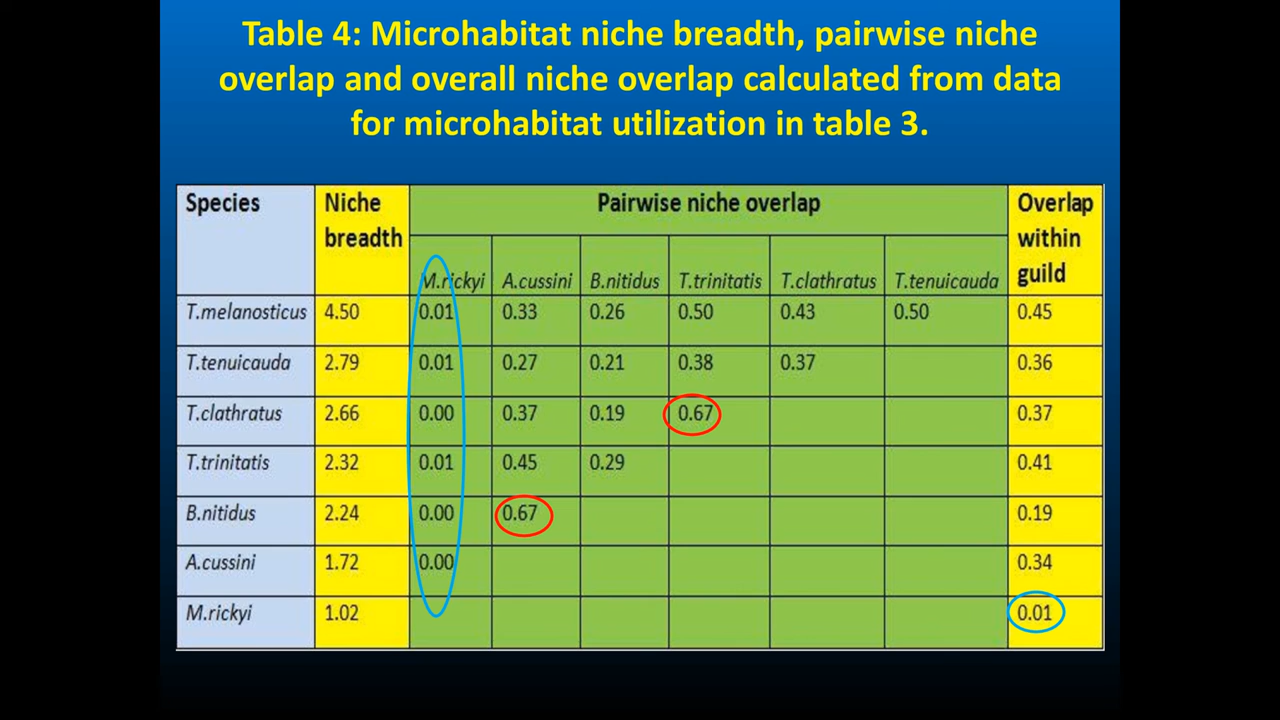 Table 4: Microhabitat niche breadth, pairwise niche
overlap and overall niche overlap calculated from data
for microhabitat utilization in table 3.
Species Niche breadth Pairwise niche overlap Overlap within guild
M.rickyi A.cussini B.nitidus T.trinitatis T.clathratus T.tenuicauda
T.melanosticus 4.50 0.01 0.33 0.26 0.50 0.43 0.50 0.45
T.tenuicauda 2.79 0.01 0.27 0.21 0.38 0.37 0.36
T.clathratus 2.66 0.00 0.37 0.19 0.67 0.37
T.trinitatis 2.32 0.01 0.45 0.29 0.41
B.nitidus 2.24 0.00 0.67 0.19
A.cussini 1.72 0.00 0.34
M.rickyi 1.02 0.01